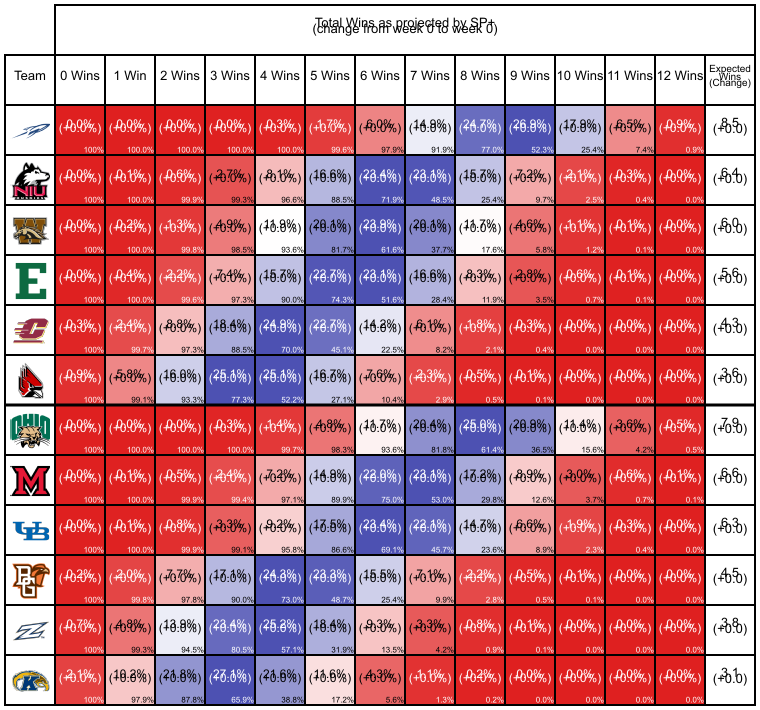 Total Wins as projected by SP+
(change from week 0 to week 0)
Team 0 Wins 1 Win 2 Wins 3 Wins 4 Wins 5 Wins 6 Wins 7 Wins 8 Wins 9 Wins 10 Wins 11 Wins 12 Wins Expected Wins (Change)
0.0% 0.0% 0.0% 0.0% 0.3% 1.7% 6.0% 14.9% 24.7% 26.9% 17.9% 6.5% 0.9% 8.5
(+0.0%) (+0.0%) (+0.0%) (+0.0%) (+0.0%) (+0.0%) (+0.0%) (+0.0%) (+0.0%) (+0.0%) (+0.0%) (+0.0%) (+0.0%) (+0.0)
100% 100.0% 100.0% 100.0% 100.0% 99.6% 97.9% 91.9% 77.0% 52.3% 25.4% 7.4% 0.9%
NIU
0.0% 0.1% 0.6% 2.7% 8.1% 16.6% 23.4% 23.1% 15.7% 7.2% 2.1% 0.3% 0.0% 6.4
(+0.0%) (+0.0%) (+0.0%) (+0.0%) (+0.0%) (+0.0%) (+0.0%) (+0.0%) (+0.0%) (+0.0%) (+0.0%) (+0.0%) (+0.0%) (+0.0)
100% 100.0% 99.9% 99.3% 96.6% 88.5% 71.9% 48.5% 25.4% 9.7% 2.5% 0.4% 0.0%
W
0.0% 0.2% 1.3% 4.9% 11.9% 20.1% 23.9% 20.1% 11.7% 4.6% 1.1% 0.1% 0.0% 6.0
(+0.0%) (+0.0%) (+0.0%) (+0.0%) (+0.0%) (+0.0%) (+0.0%) (+0.0%) (+0.0%) (+0.0%) (+0.0%) (+0.0%) (+0.0%) (+0.0)
100% 100.0% 99.8% 98.5% 93.6% 81.7% 61.6% 37.7% 17.6% 5.8% 1.2% 0.1% 0.0%
E
0.0% 0.4% 2.2% 7.4% 15.7% 22.7% 23.1% 16.6% 8.3% 2.8% 0.6% 0.1% 0.0% 5.6
(+0.0%) (+0.0%) (+0.0%) (+0.0%) (+0.0%) (+0.0%) (+0.0%) (+0.0%) (+0.0%) (+0.0%) (+0.0%) (+0.0%) (+0.0%) (+0.0)
100% 100.0% 99.6% 97.3% 90.0% 74.3% 51.6% 28.4% 11.9% 3.5% 0.7% 0.1% 0.0%
C
0.3% 2.4% 8.8% 18.4% 24.9% 22.7% 14.2% 6.1% 1.8% 0.3% 0.0% 0.0% 0.0% 4.3
(+0.0%) (+0.0%) (+0.0%) (+0.0%) (+0.0%) (+0.0%) (+0.0%) (+0.0%) (+0.0%) (+0.0%) (+0.0%) (+0.0%) (+0.0%) (+0.0)
100% 99.7% 97.3% 88.5% 70.0% 45.1% 22.5% 8.2% 2.1% 0.4% 0.0% 0.0% 0.0%
0.9% 5.8% 16.0% 25.1% 25.1% 16.7% 7.6% 2.3% 0.5% 0.1% 0.0% 0.0% 0.0% 3.6
(+0.0%) (+0.0%) (+0.0%) (+0.0%) (+0.0%) (+0.0%) (+0.0%) (+0.0%) (+0.0%) (+0.0%) (+0.0%) (+0.0%) (+0.0%) (+0.0)
100% 99.1% 93.3% 77.3% 52.2% 27.1% 10.4% 2.9% 0.5% 0.1% 0.0% 0.0% 0.0%
OHIO
0.0% 0.0% 0.0% 0.3% 1.4% 4.8% 11.7% 20.4% 25.0% 20.9% 11.4% 3.6% 0.5% 7.9
(+0.0%) (+0.0%) (+0.0%) (+0.0%) (+0.0%) (+0.0%) (+0.0%) (+0.0%) (+0.0%) (+0.0%) (+0.0%) (+0.0%) (+0.0%) (+0.0)
100% 100.0% 100.0% 100.0% 99.7% 98.3% 93.6% 81.8% 61.4% 36.5% 15.6% 4.2% 0.5%
M
0.0% 0.1% 0.5% 2.4% 7.2% 14.9% 22.0% 23.1% 17.2% 8.9% 3.0% 0.6% 0.1% 6.6
(+0.0%) (+0.0%) (+0.0%) (+0.0%) (+0.0%) (+0.0%) (+0.0%) (+0.0%) (+0.0%) (+0.0%) (+0.0%) (+0.0%) (+0.0%) (+0.0)
100% 100.0% 99.9% 99.4% 97.1% 89.9% 75.0% 53.0% 29.8% 12.6% 3.7% 0.7% 0.1%
UB
0.0% 0.1% 0.8% 3.3% 9.2% 17.5% 23.4% 22.1% 14.7% 6.6% 1.9% 0.3% 0.0% 6.3
(+0.0%) (+0.0%) (+0.0%) (+0.0%) (+0.0%) (+0.0%) (+0.0%) (+0.0%) (+0.0%) (+0.0%) (+0.0%) (+0.0%) (+0.0%) (+0.0)
100% 100.0% 99.9% 99.1% 95.8% 86.6% 69.1% 45.7% 23.6% 8.9% 2.3% 0.4% 0.0%
BG
0.3% 2.0% 7.7% 17.1% 24.3% 23.3% 15.5% 7.1% 2.2% 0.5% 0.1% 0.0% 0.0% 4.5
(+0.0%) (+0.0%) (+0.0%) (+0.0%) (+0.0%) (+0.0%) (+0.0%) (+0.0%) (+0.0%) (+0.0%) (+0.0%) (+0.0%) (+0.0%) (+0.0)
100% 99.8% 97.8% 90.0% 73.0% 48.7% 25.4% 9.9% 2.8% 0.5% 0.1% 0.0% 0.0%
0.7% 4.8% 13.9% 23.4% 25.2% 18.4% 9.3% 3.3% 0.8% 0.1% 0.0% 0.0% 0.0% 3.8
(+0.0%) (+0.0%) (+0.0%) (+0.0%) (+0.0%) (+0.0%) (+0.0%) (+0.0%) (+0.0%) (+0.0%) (+0.0%) (+0.0%) (+0.0%) (+0.0)
100% 99.3% 94.5% 80.5% 57.1% 31.9% 13.5% 4.2% 0.9% 0.1% 0.0% 0.0% 0.0%
K
2.1% 10.2% 21.8% 27.1% 21.6% 11.6% 4.3% 1.1% 0.2% 0.0% 0.0% 0.0% 0.0% 3.1
(+0.0%) (+0.0%) (+0.0%) (+0.0%) (+0.0%) (+0.0%) (+0.0%) (+0.0%) (+0.0%) (+0.0%) (+0.0%) (+0.0%) (+0.0%) (+0.0)
100% 97.9% 87.8% 65.9% 38.8% 17.2% 5.6% 1.3% 0.2% 0.0% 0.0% 0.0% 0.0%